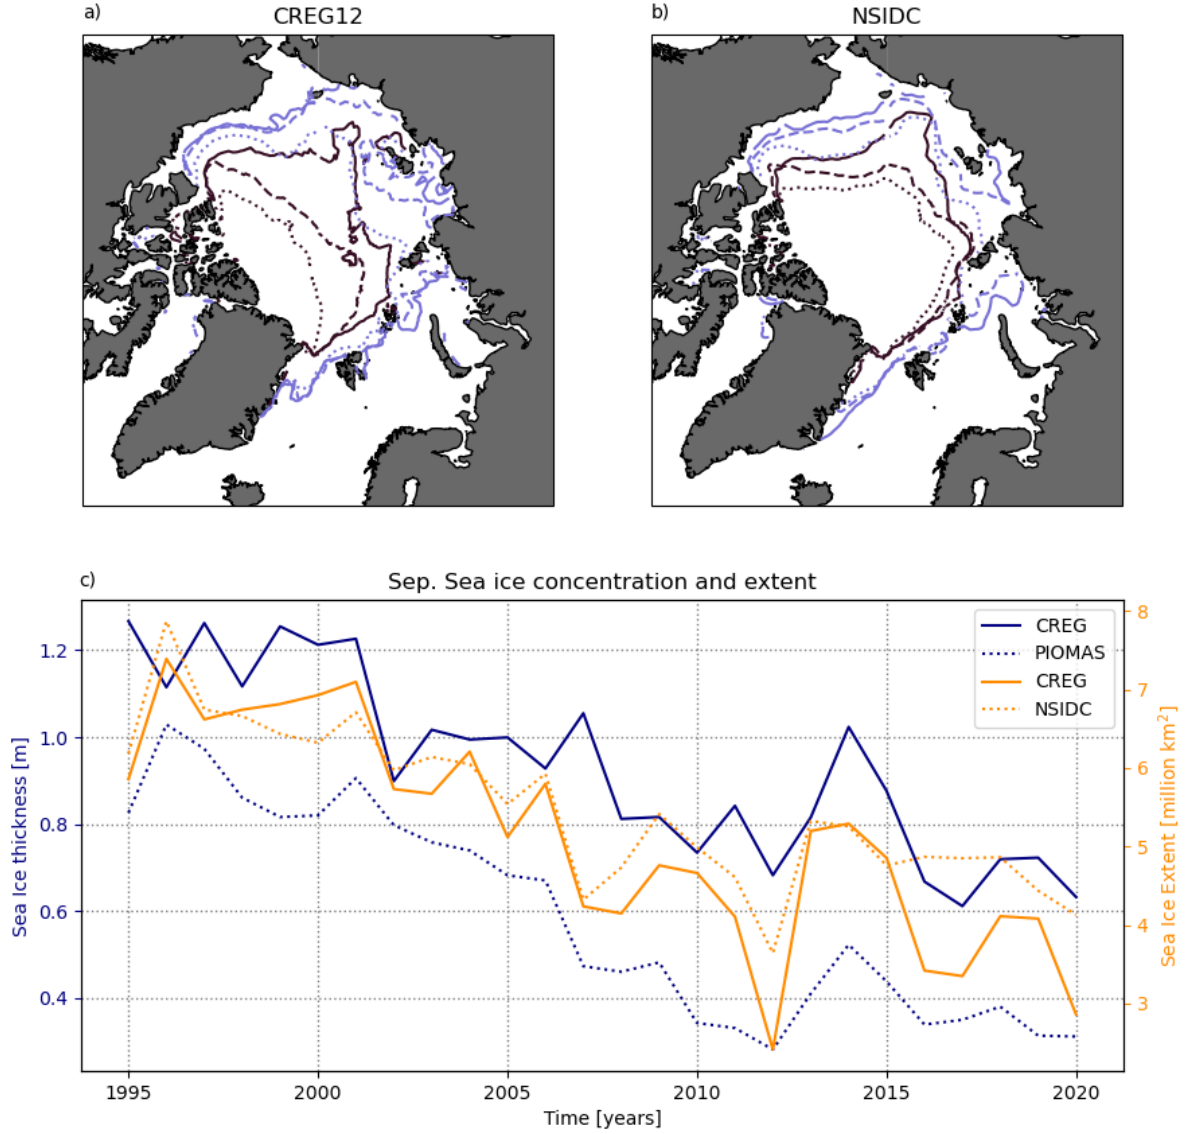 a)
CREG12
b)
NSIDC
c)
Sep. Sea ice concentration and extent
CREG
PIOMAS
CREG
NSIDC
1.2
1.0
0.8
0.6
0.4
Sea Ice thickness [m]
8
7
6
5
4
3
Sea Ice Extent [million km²]
1995
2000
2005
2010
2015
2020
Time [years]